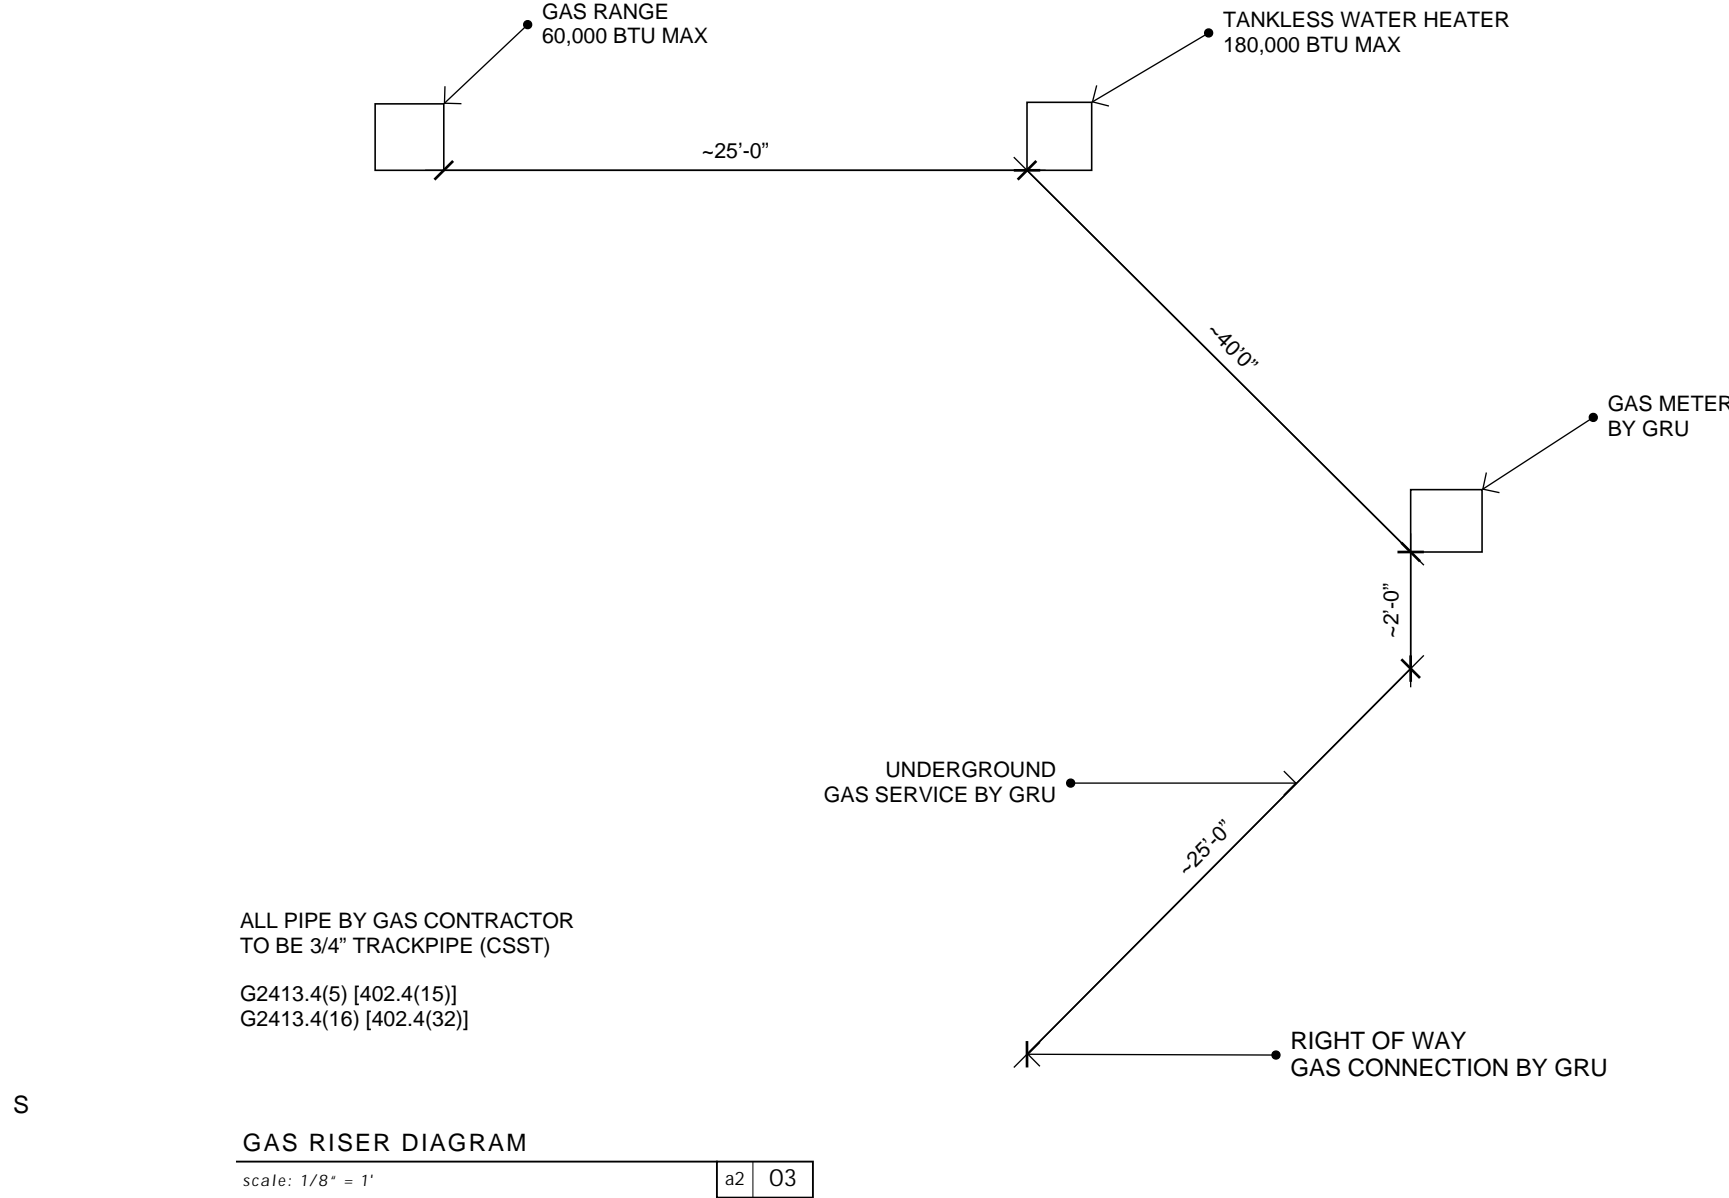 GAS RANGE
60,000 BTU MAX
TANKLESS WATER HEATER
180,000 BTU MAX
~25'-0”
~40'0”
GAS METER
BY GRU
~2'-0”
UNDERGROUND
GAS SERVICE BY GRU
~25'-0”
ALL PIPE BY GAS CONTRACTOR
TO BE 3/4” TRACKPIPE (CSST)
G2413.4(5) [402.4(15)]
G2413.4(16) [402.4(32)]
RIGHT OF WAY
GAS CONNECTION BY GRU
S
GAS RISER DIAGRAM
scale: 1/8" = 1'
a2 03